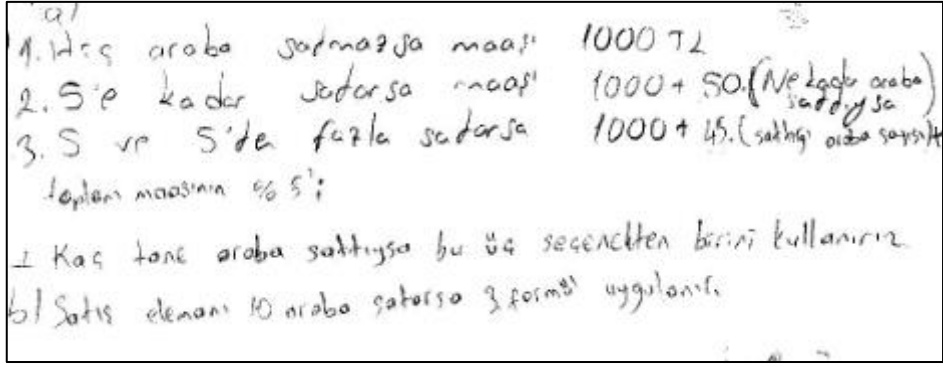 a)
1. Hiç araba satmazsa maaşı 1000 TL
2. 5'e kadar satarsa maaşı 1000 + 50.(Ne kadar araba sattıysa)
3. 5 ve 5'den fazla satarsa 1000 + 45.(sattığı araba sayısı)+
toplam maaşının % 5'i
⊥ Kaç tane araba sattıysa bu üç seçenekten birini kullanırız
b) Satış elemanı 10 araba satarsa 3 formül uygulanır.